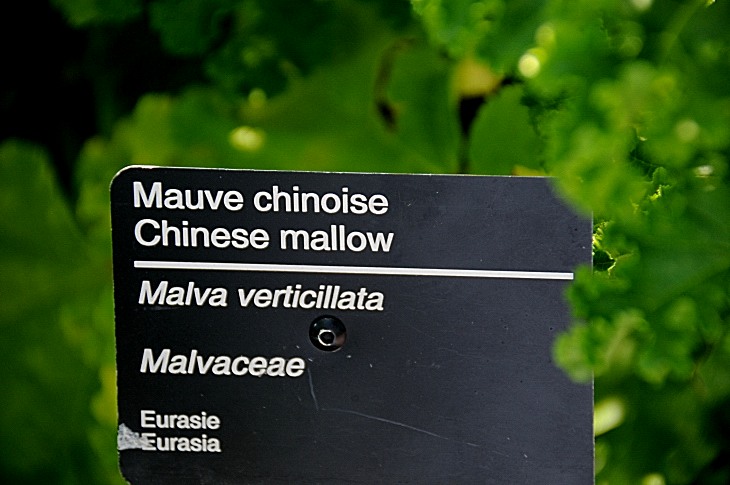 Mauve chinoise
Chinese mallow
Malva verticillata
Malvaceae
Eurasie
Eurasia